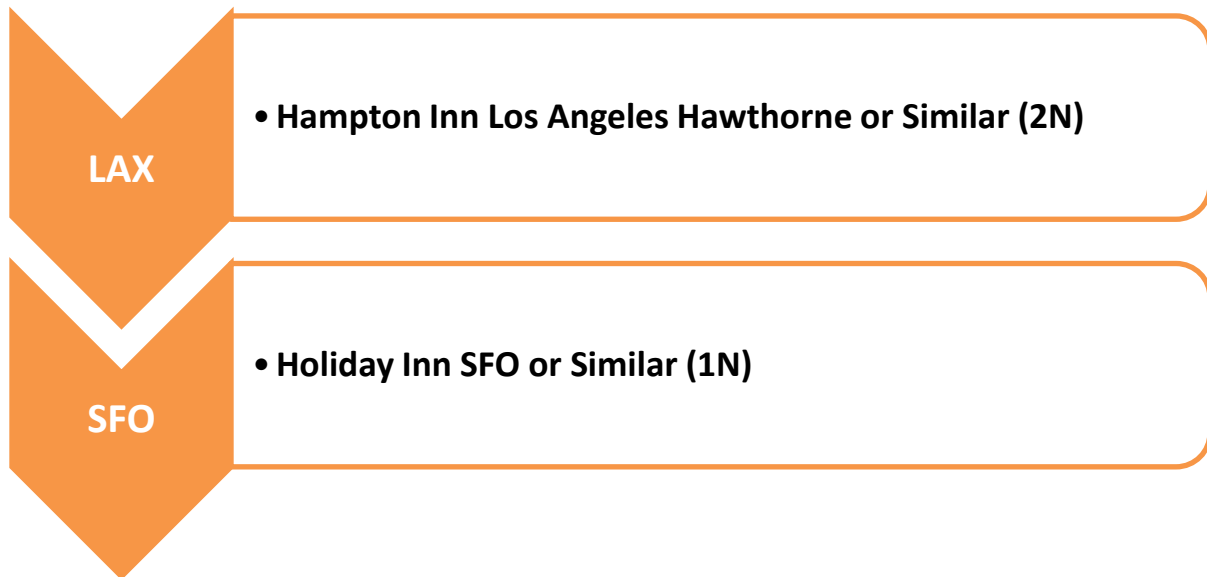 LAX
• Hampton Inn Los Angeles Hawthorne or Similar (2N)
SFO
• Holiday Inn SFO or Similar (1N)